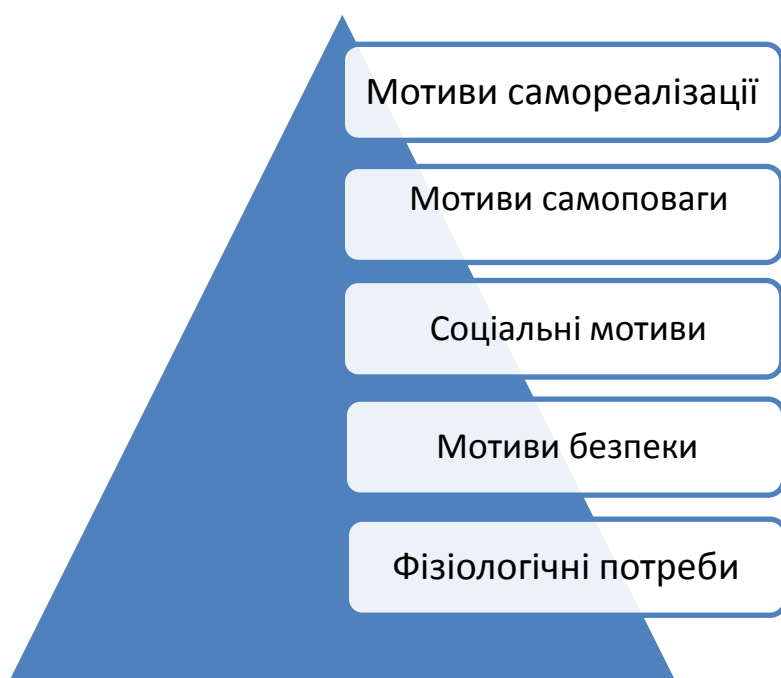 Мотиви самореалізації
Мотиви самоповаги
Соціальні мотиви
Мотиви безпеки
Фізіологічні потреби